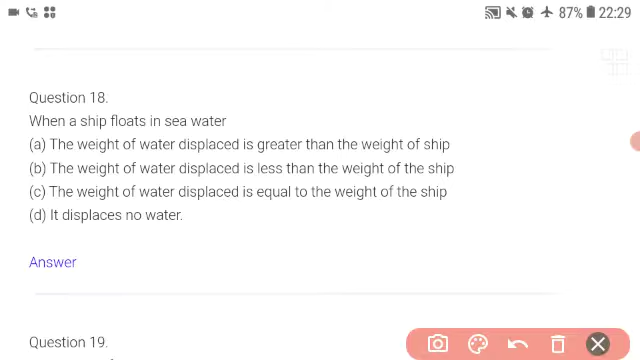 87% 22:29
Question 18.
When a ship floats in sea water
(a) The weight of water displaced is greater than the weight of ship
(b) The weight of water displaced is less than the weight of the ship
(c) The weight of water displaced is equal to the weight of the ship
(d) It displaces no water.
Answer
Question 19.